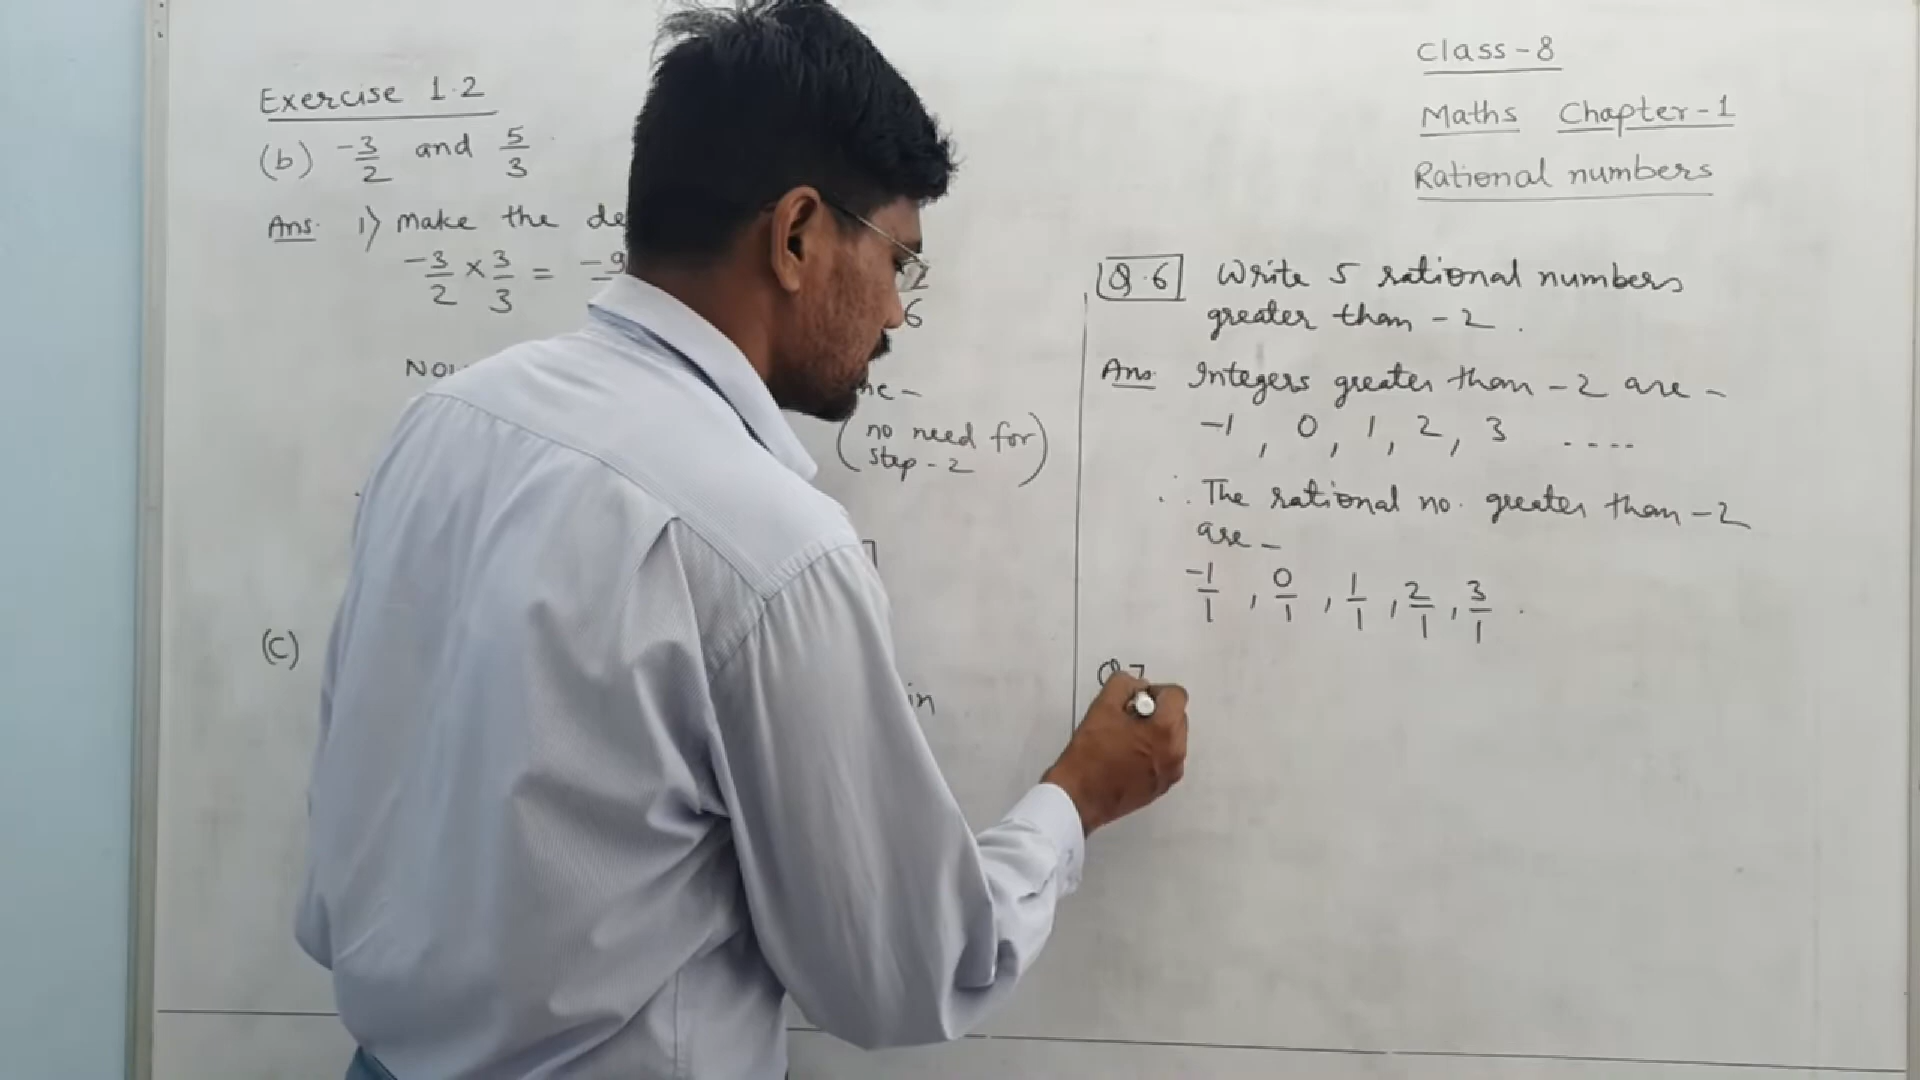 Exercise 1.2
(b) -3/2 and 5/3
Ans. 1) Make the
-3/2 × 3/3 = -9
6
(no need for
step-2)
(C)
in
Class-8
Maths Chapter-1
Rational numbers
Q.6 Write 5 rational numbers
greater than -2.
Ans. Integers greater than -2 are -
-1, 0, 1, 2, 3 ....
∴ The rational no. greater than -2
are -
-1/1, 0/1, 1/1, 2/1, 3/1.
Q7